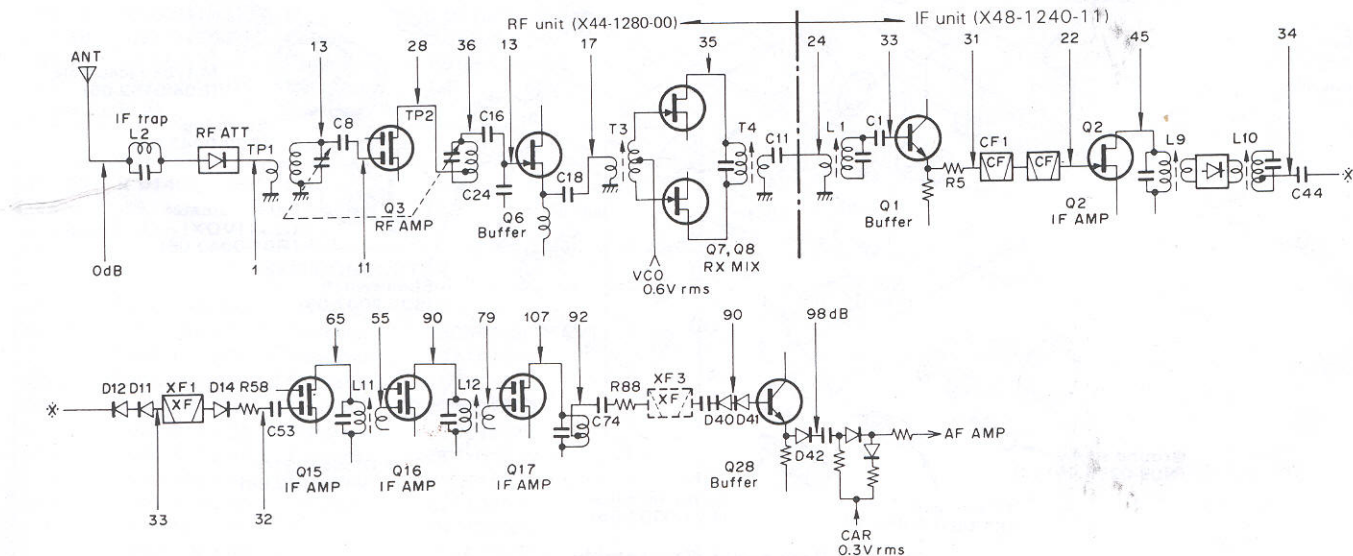 RF unit (X44-1280-00)
IF unit (X48-1240-11)
13
28
36
13
17
35
24
33
31
22
45
34
ANT
IF trap
L2
RF ATT
TP1
C8
TP2
C16
T3
T4
C11
L1
C1
CF1
CF
CF
Q2
L9
L10
C24
C18
R5
C44
※
Q3
RF AMP
Q6
Buffer
Q7, Q8
RX MIX
Q1
Buffer
Q2
IF AMP
0dB
1
11
VCO
0.6V rms
65
55
90
79
107
92
90
98dB
※
D12
D11
XF1
XF
D14
R58
C53
L11
L12
C74
R88
XF3
XF
D40
D41
D42
AF AMP
Q15
IF AMP
Q16
IF AMP
Q17
IF AMP
Q28
Buffer
33
32
CAR
0.3V rms